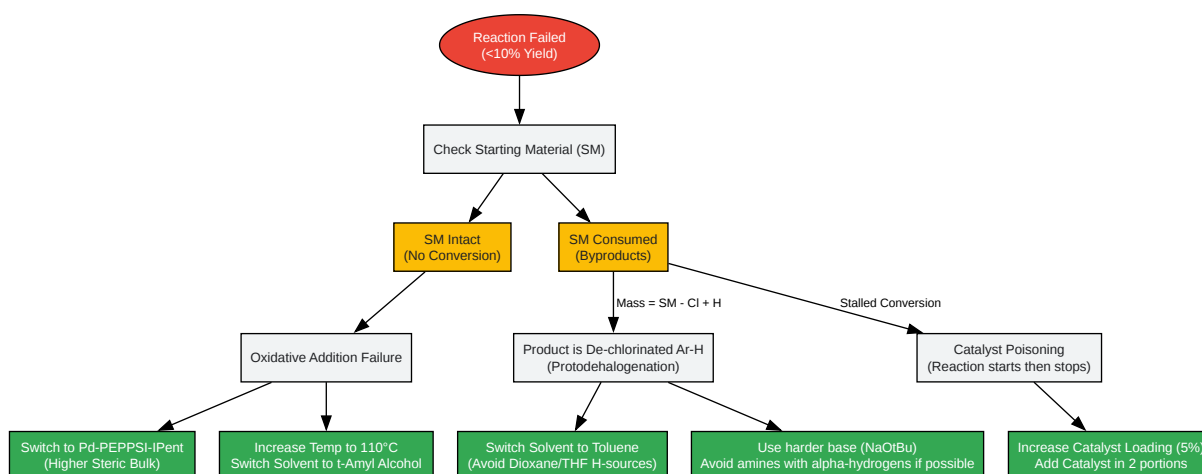 Reaction Failed
(<10% Yield)
Check Starting Material (SM)
SM Intact
(No Conversion)
SM Consumed
(Byproducts)
Mass = SM - Cl + H
Stalled Conversion
Oxidative Addition Failure
Product is De-chlorinated Ar-H
(Protodehalogenation)
Catalyst Poisoning
(Reaction starts then stops)
Switch to Pd-PEPPSI-IPent
(Higher Steric Bulk)
Increase Temp to 110°C
Switch Solvent to t-Amyl Alcohol
Switch Solvent to Toluene
(Avoid Dioxane/THF H-sources)
Use harder base (NaOtBu)
Avoid amines with alpha-hydrogens if possible
Increase Catalyst Loading (5%)
Add Catalyst in 2 portions